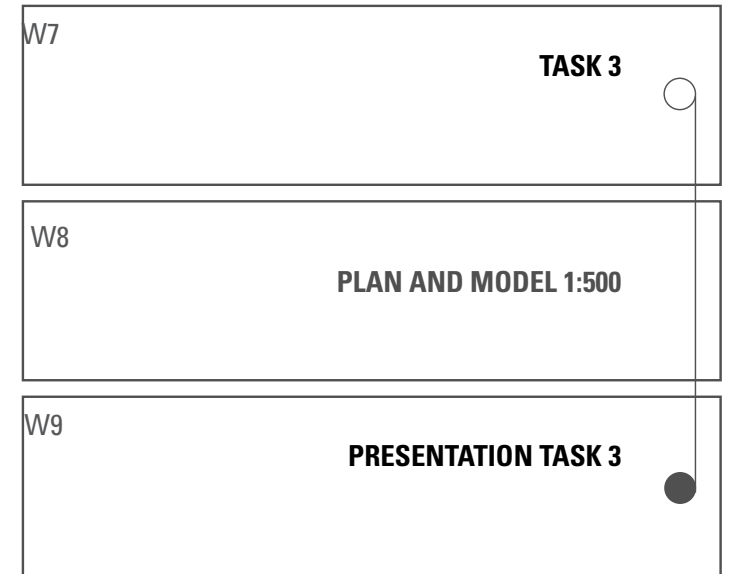 W7
TASK 3
W8
PLAN AND MODEL 1:500
W9
PRESENTATION TASK 3